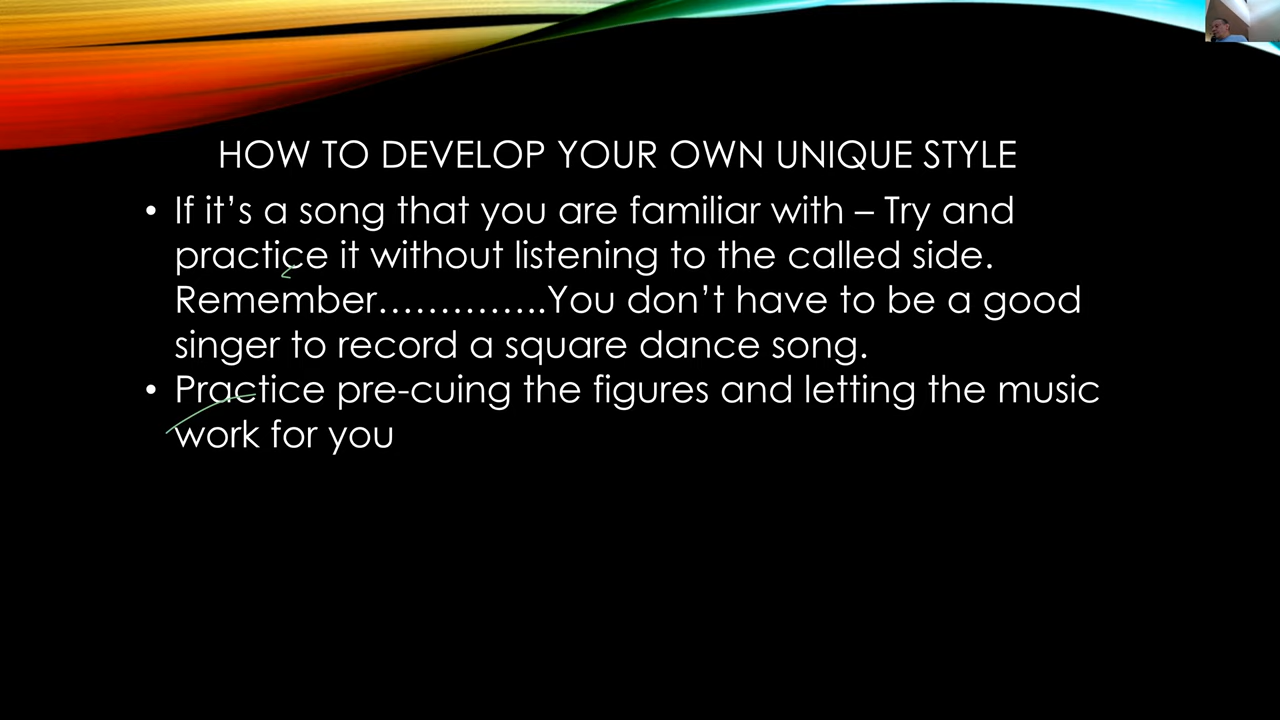 HOW TO DEVELOP YOUR OWN UNIQUE STYLE
• If it’s a song that you are familiar with – Try and
practice it without listening to the called side.
Remember…………..You don’t have to be a good
singer to record a square dance song.
• Practice pre-cuing the figures and letting the music
work for you